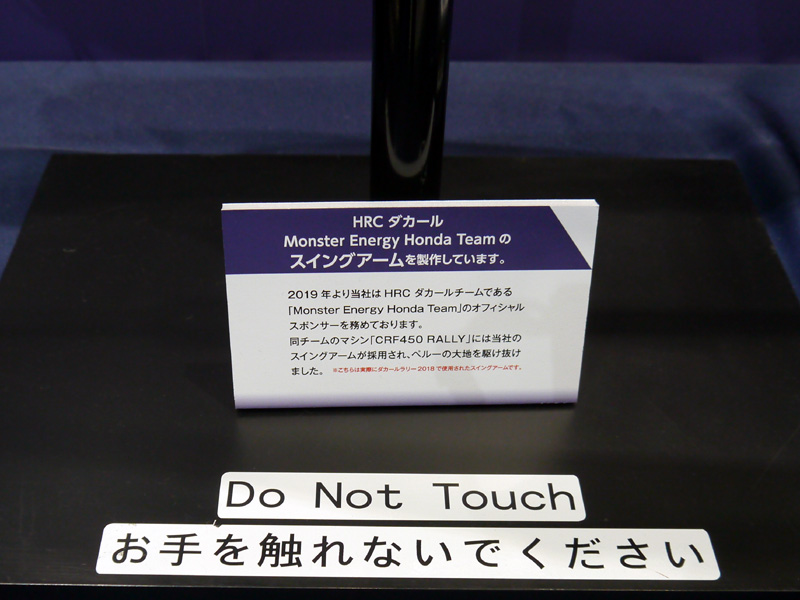 HRC ダカール
Monster Energy Honda Team の
スイングアームを製作しています。
2019 年より当社は HRC ダカールチームである
「Monster Energy Honda Team」のオフィシャル
スポンサーを務めております。
同チームのマシン「CRF450 RALLY」には当社の
スイングアームが採用され、ペルーの大地を駆け抜け
ました。 ※こちらは実際にダカールラリー 2018 で使用されたスイングアームです。
Do Not Touch
お手を触れないでください